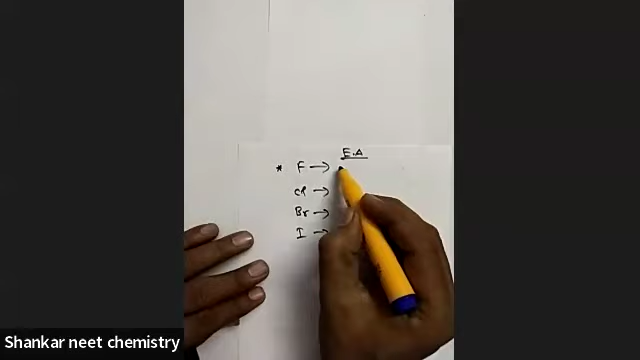 E.A
* F →
Cl →
Br →
I →
Shankar neet chemistry